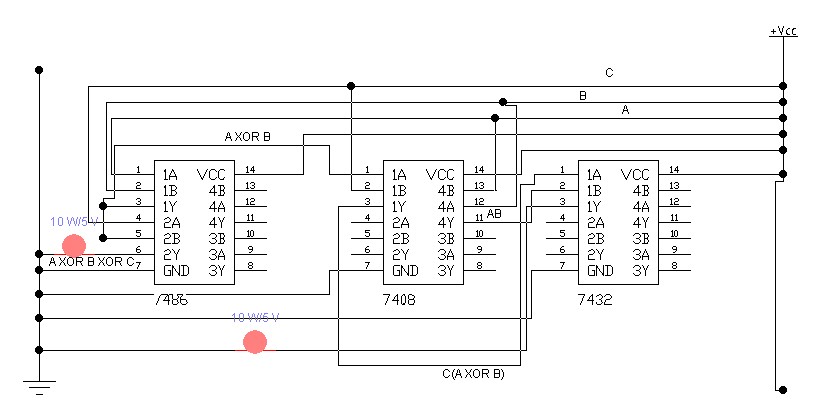 +Vcc
C
B
A
A XOR B
1 1A VCC 14
2 1B 4B 13
3 1Y 4A 12
4 2A 4Y 11
5 2B 3B 10
6 2Y 3A 9
7 GND 3Y 8
7486
1 1A VCC 14
2 1B 4B 13
3 1Y 4A 12
4 2A 4Y 11
5 2B 3B 10
6 2Y 3A 9
7 GND 3Y 8
7408
1 1A VCC 14
2 1B 4B 13
3 1Y 4A 12
4 2A 4Y 11
5 2B 3B 10
6 2Y 3A 9
7 GND 3Y 8
7432
AB
10 W/5 V
A XOR B XOR C
10 W/5 V
C(A XOR B)